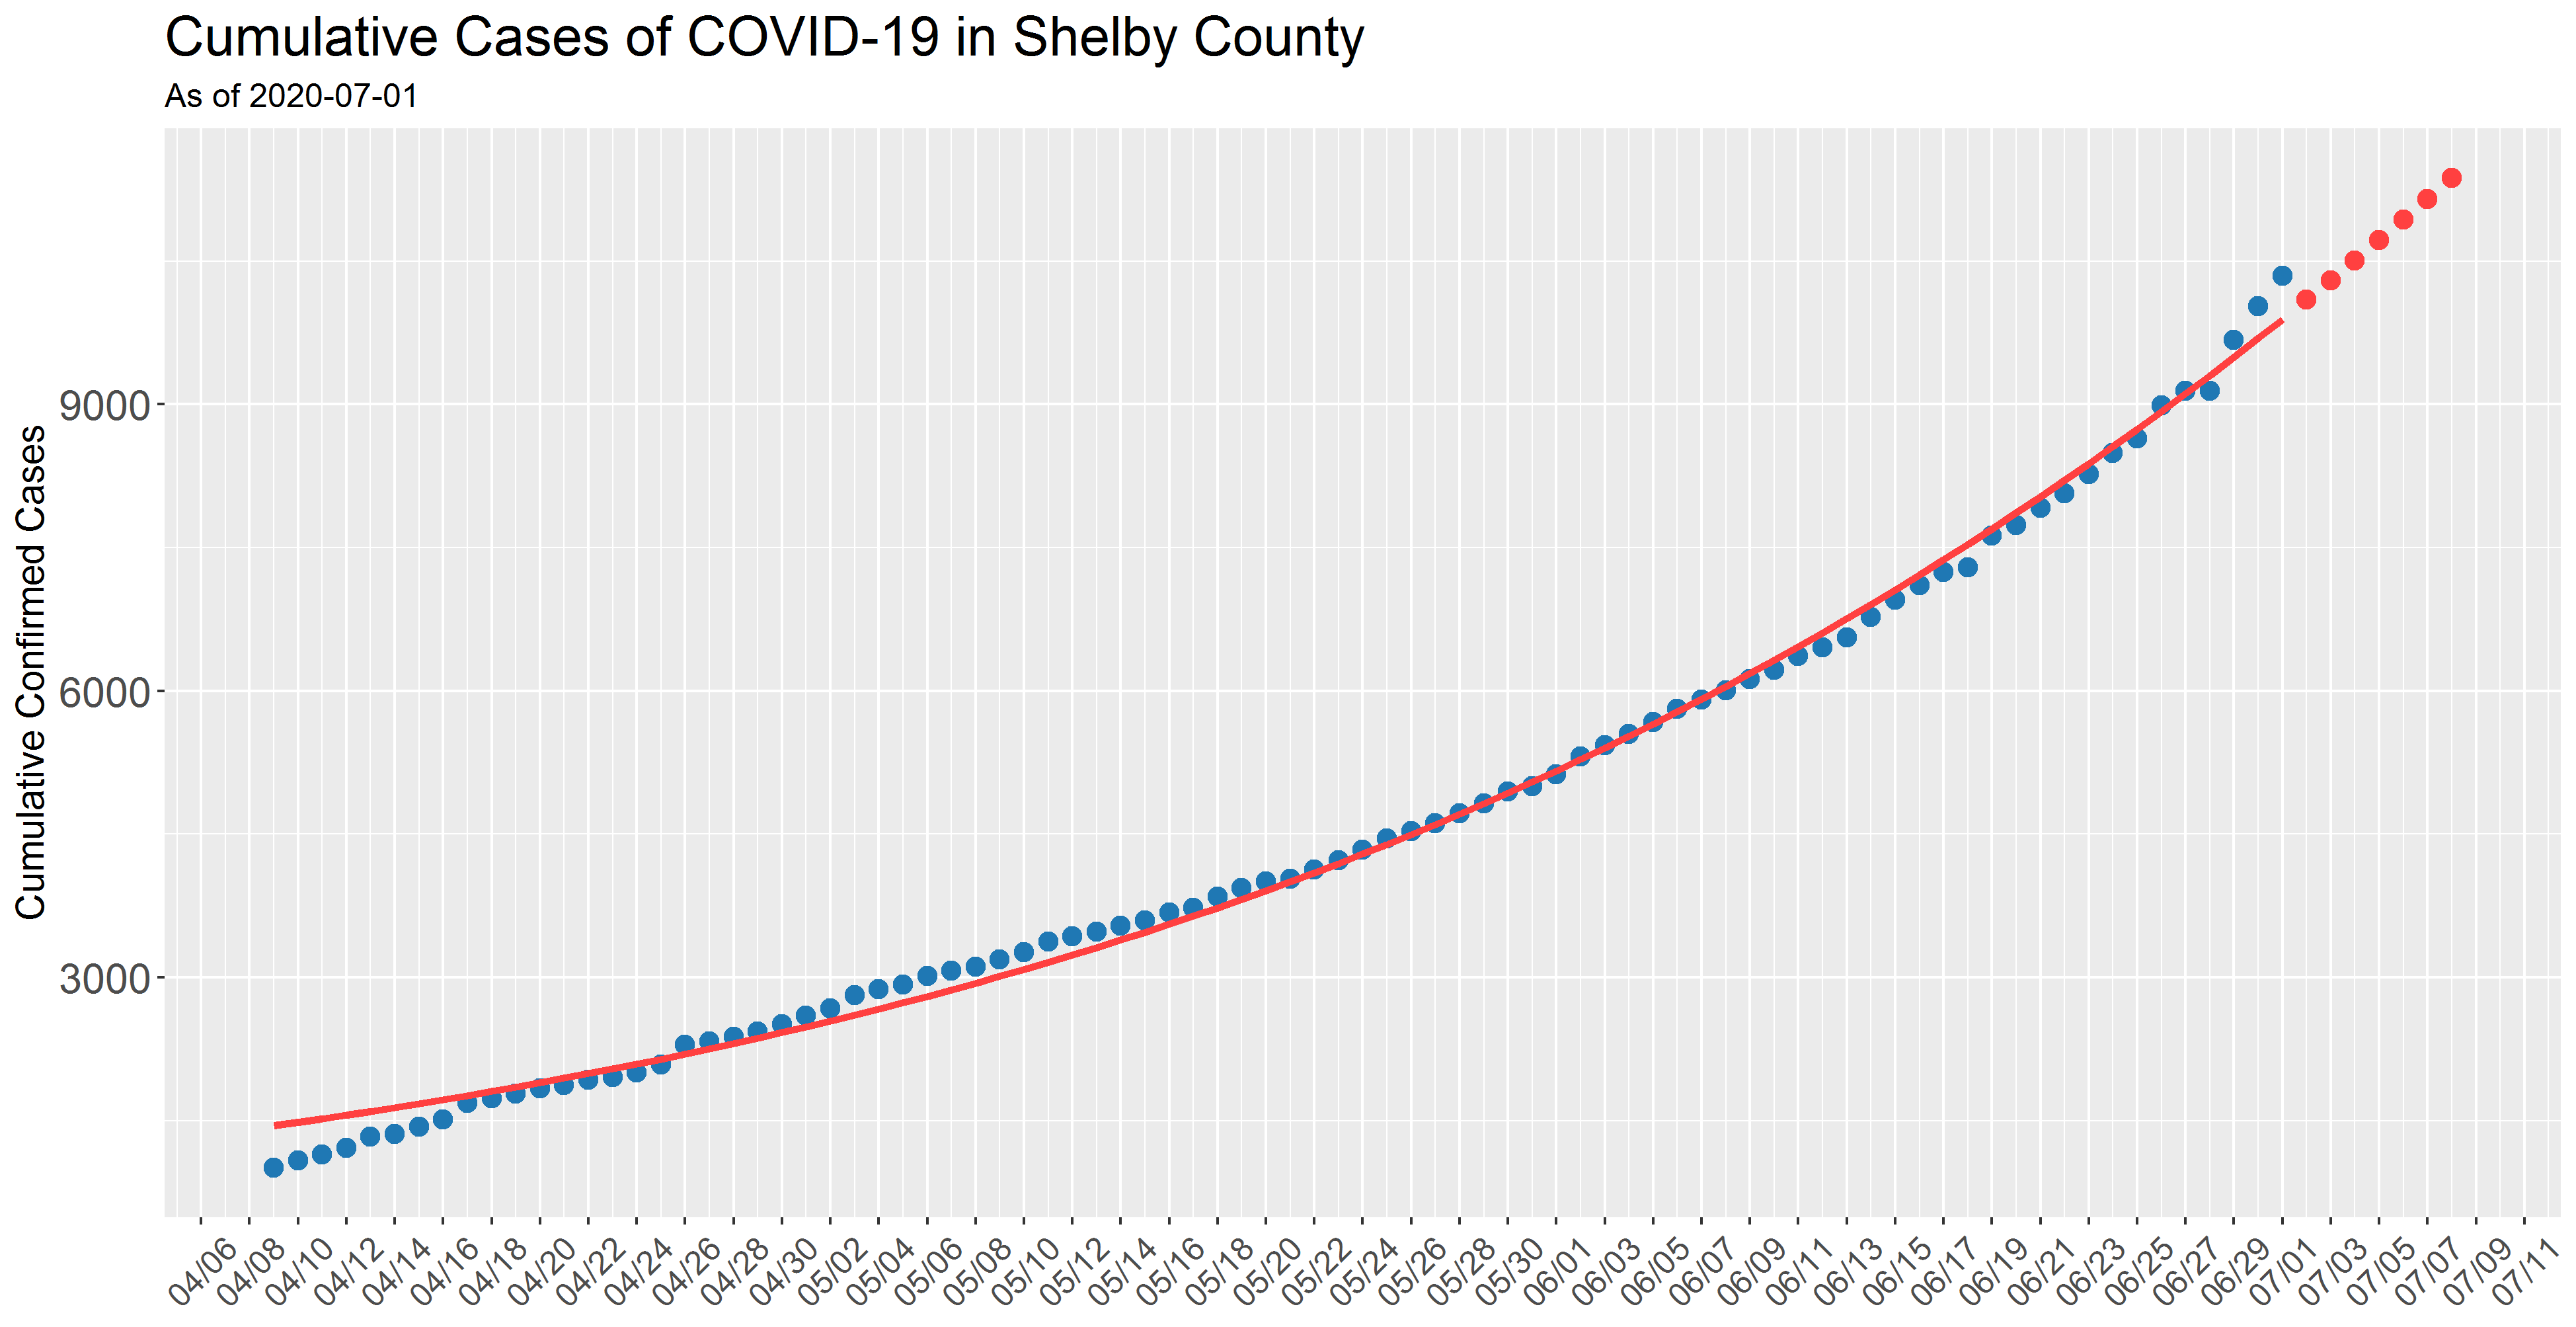 Cumulative Cases of COVID-19 in Shelby County
As of 2020-07-01
Cumulative Confirmed Cases
9000
6000
3000
04/06 04/08 04/10 04/12 04/14 04/16 04/18 04/20 04/22 04/24 04/26 04/28 04/30 05/02 05/04 05/06 05/08 05/10 05/12 05/14 05/16 05/18 05/20 05/22 05/24 05/26 05/28 05/30 06/01 06/03 06/05 06/07 06/09 06/11 06/13 06/15 06/17 06/19 06/21 06/23 06/25 06/27 06/29 07/01 07/03 07/05 07/07 07/09 07/11